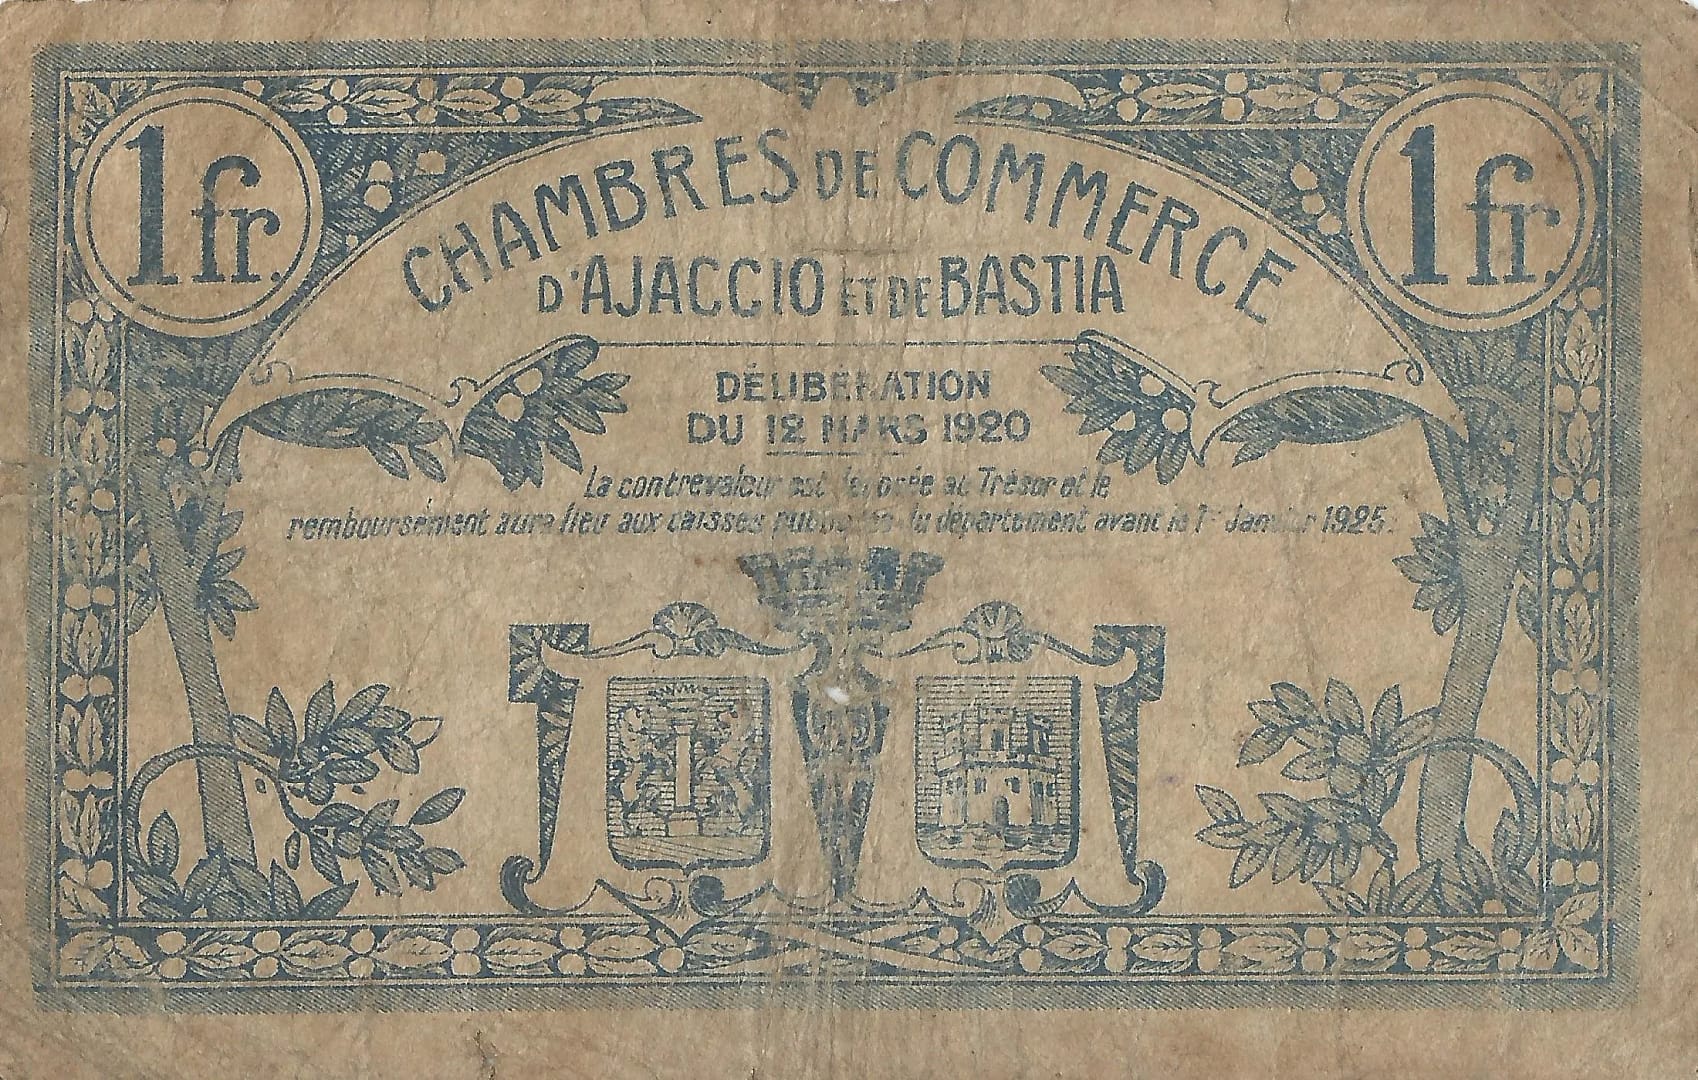 1 fr. 1 fr.
CHAMBRES DE COMMERCE
D'AJACCIO ET DE BASTIA
DÉLIBÉRATION
DU 12 MARS 1920
La contrevaleur est déposée au Trésor et le
remboursement aura lieu aux caisses publiques du département avant le 1er Janvier 1925.